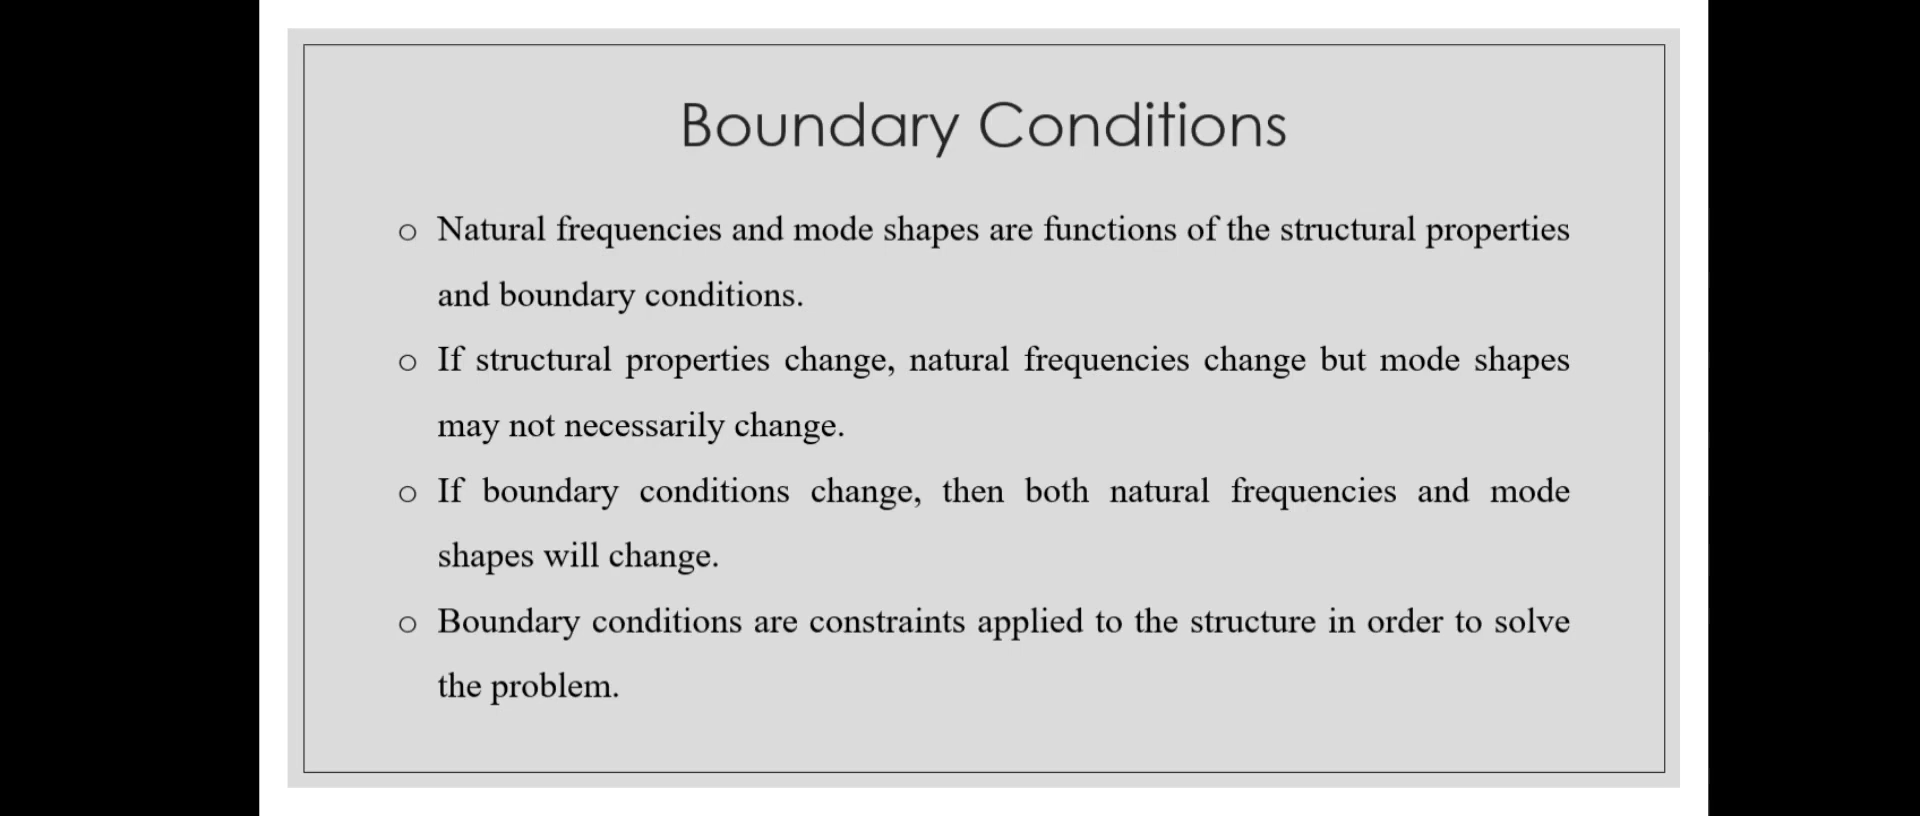 Boundary Conditions
o Natural frequencies and mode shapes are functions of the structural properties
and boundary conditions.
o If structural properties change, natural frequencies change but mode shapes
may not necessarily change.
o If boundary conditions change, then both natural frequencies and mode
shapes will change.
o Boundary conditions are constraints applied to the structure in order to solve
the problem.